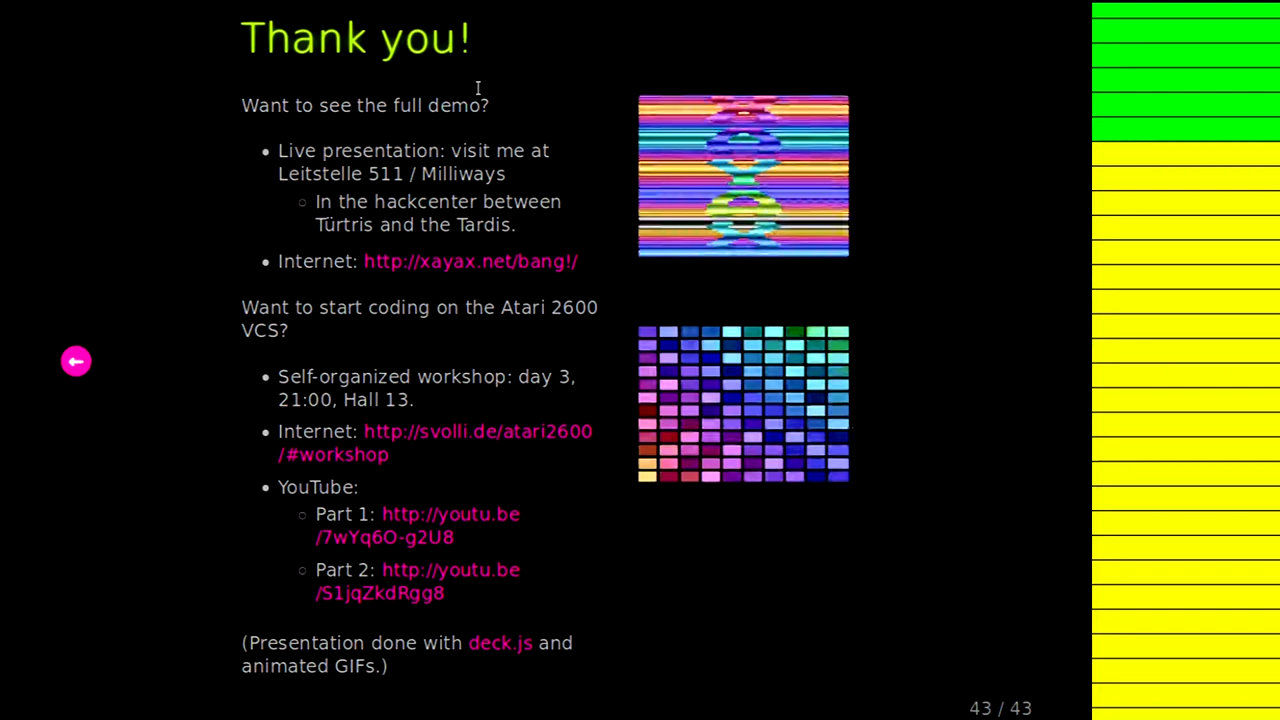 Thank you!
Want to see the full demo?
Live presentation: visit me at
Leitstelle 511 / Milliways
In the hackcenter between
Türtris and the Tardis.
Internet: http://xayax.net/bang!/
Want to start coding on the Atari 2600
VCS?
Self-organized workshop: day 3,
21:00, Hall 13.
Internet: http://svolli.de/atari2600
/#workshop
YouTube:
Part 1: http://youtu.be
/7wYq6O-g2U8
Part 2: http://youtu.be
/S1jqZkdRgg8
(Presentation done with deck.js and
animated GIFs.)
43 / 43